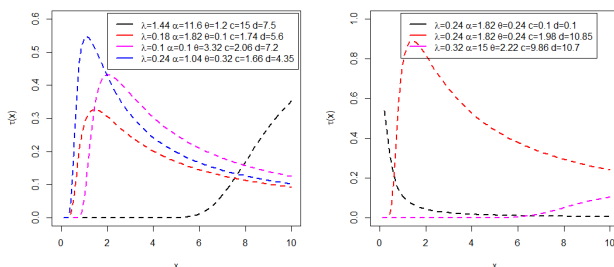 λ=1.44 α=11.6 θ=1.2 c=15 d=7.5
λ=0.18 α=1.82 θ=0.1 c=1.74 d=5.6
λ=0.1 α=0.1 θ=3.32 c=2.06 d=7.2
λ=0.24 α=1.04 θ=0.32 c=1.66 d=4.35
τ(x)
0.6
0.5
0.4
0.3
0.2
0.1
0.0
0 2 4 6 8 10
x
λ=0.24 α=1.82 θ=0.24 c=0.1 d=0.1
λ=0.24 α=1.82 θ=0.24 c=1.98 d=10.85
λ=0.32 α=15 θ=2.22 c=9.86 d=10.7
τ(x)
1.0
0.8
0.6
0.4
0.2
0.0
0 2 4 6 8 10
x